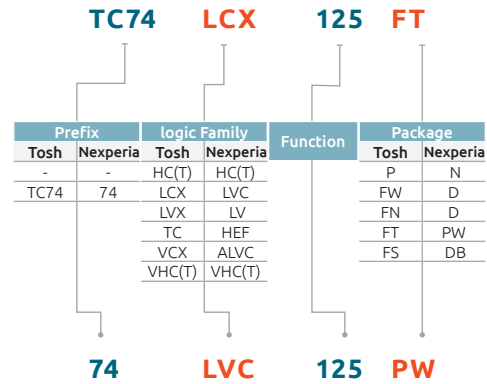 TC74 LCX 125 FT
Prefix logic Family Function Package
Tosh Nexperia Tosh Nexperia Tosh Nexperia
- - HC(T) HC(T) P N
TC74 74 LCX LVC FW D
LVX LV FN D
TC HEF FT PW
VCX ALVC FS DB
VHC(T) VHC(T)
74 LVC 125 PW